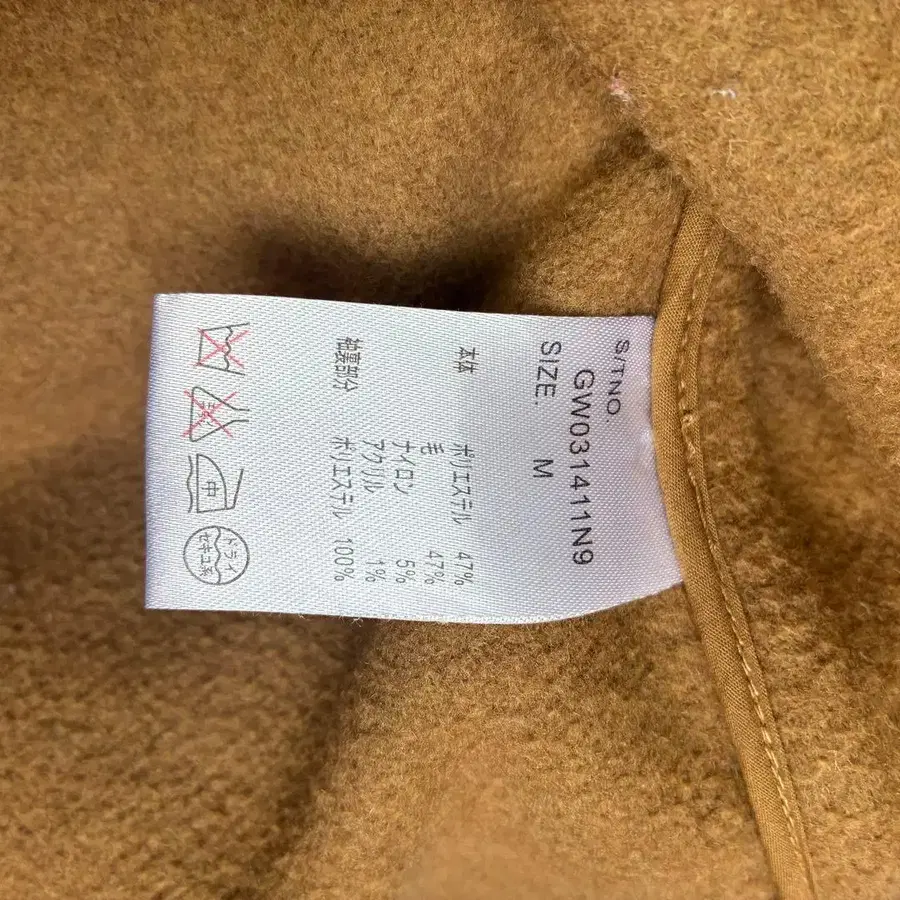 S/TNO.
GW031411N9
SIZE. M
本体 ポリエステル 47%
毛 47%
ナイロン 5%
アクリル 1%
袖裏部分 ポリエステル 100%
中
ドライ
セキユ系